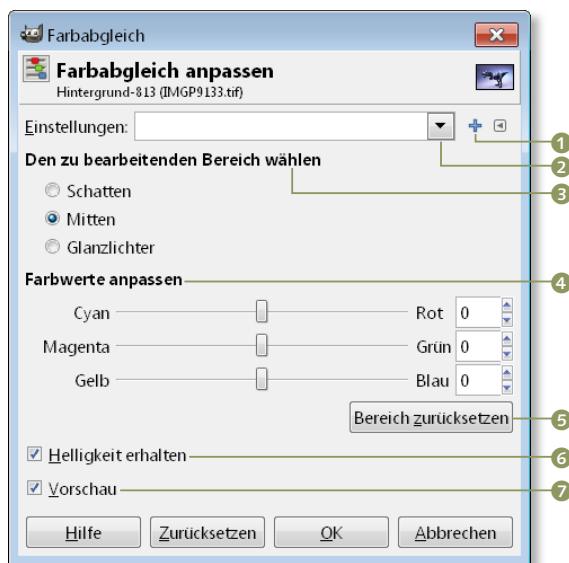 Farbabgleich
Farbabgleich anpassen
Hintergrund-813 (IMGP9133.tif)
Einstellungen:
1
2
Den zu bearbeitenden Bereich wählen
3
Schatten
Mitten
Glanzlichter
Farbwerte anpassen
4
Cyan Rot 0
Magenta Grün 0
Gelb Blau 0
Bereich zurücksetzen
5
Helligkeit erhalten
6
Vorschau
7
Hilfe Zurücksetzen OK Abbrechen